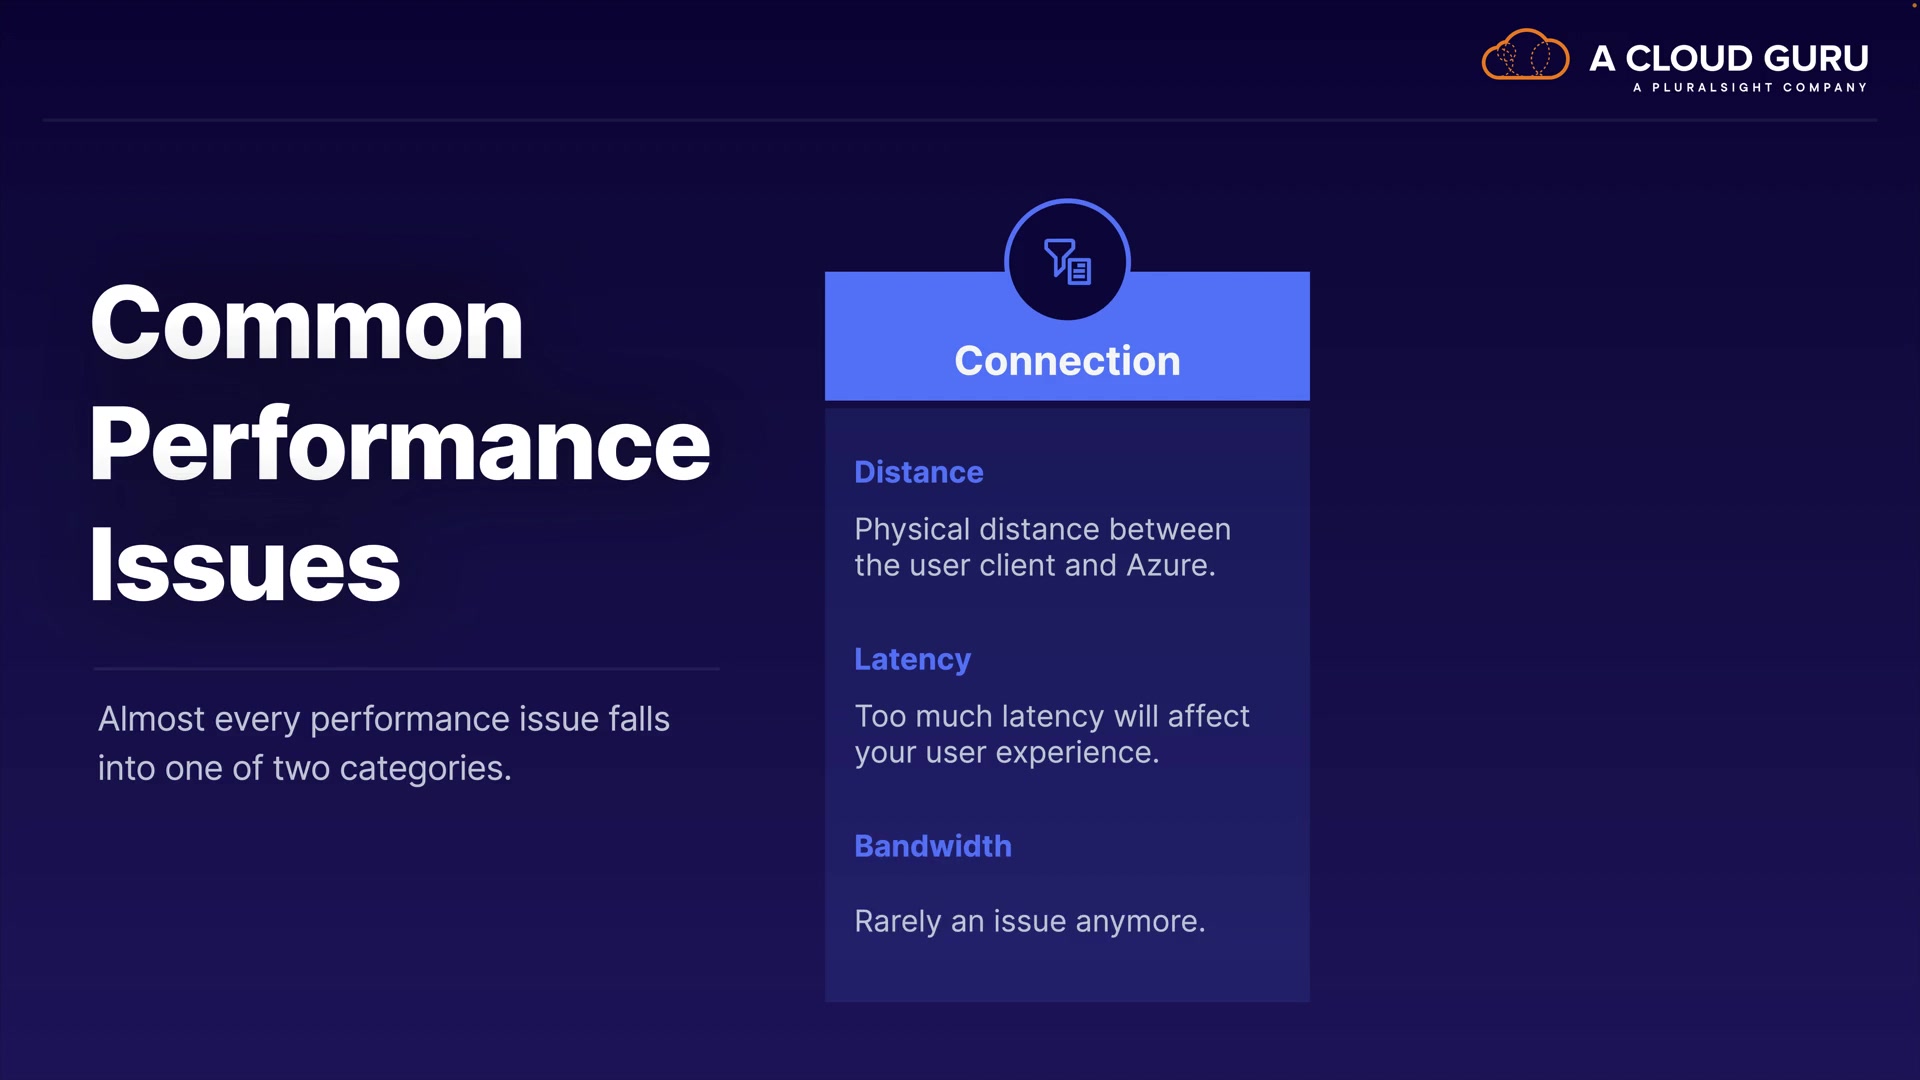 A CLOUD GURU
A PLURALSIGHT COMPANY
Common
Performance
Issues
Almost every performance issue falls
into one of two categories.
Connection
Distance
Physical distance between
the user client and Azure.
Latency
Too much latency will affect
your user experience.
Bandwidth
Rarely an issue anymore.